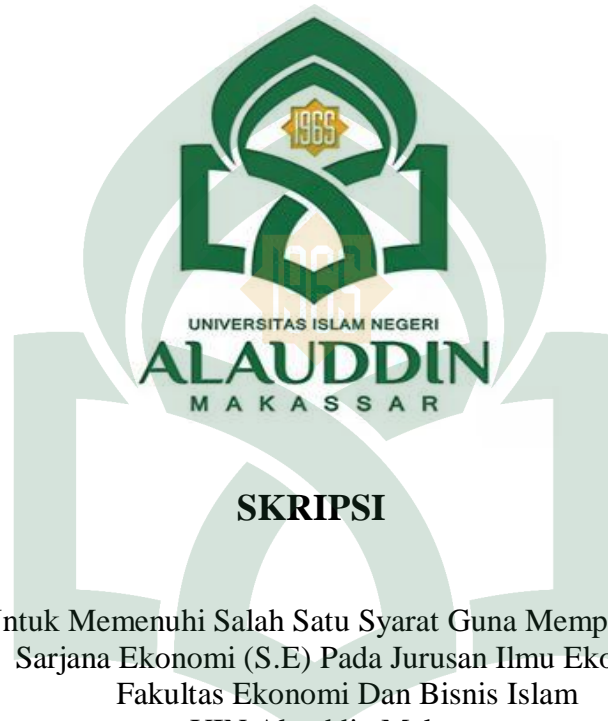 1965
UNIVERSITAS ISLAM NEGERI
ALAUDDIN
MAKASSAR
SKRIPSI
Untuk Memenuhi Salah Satu Syarat Guna
Sarjana Ekonomi (S.E) Pada Jurusan Ilmu
Fakultas Ekonomi Dan Bisnis Islam